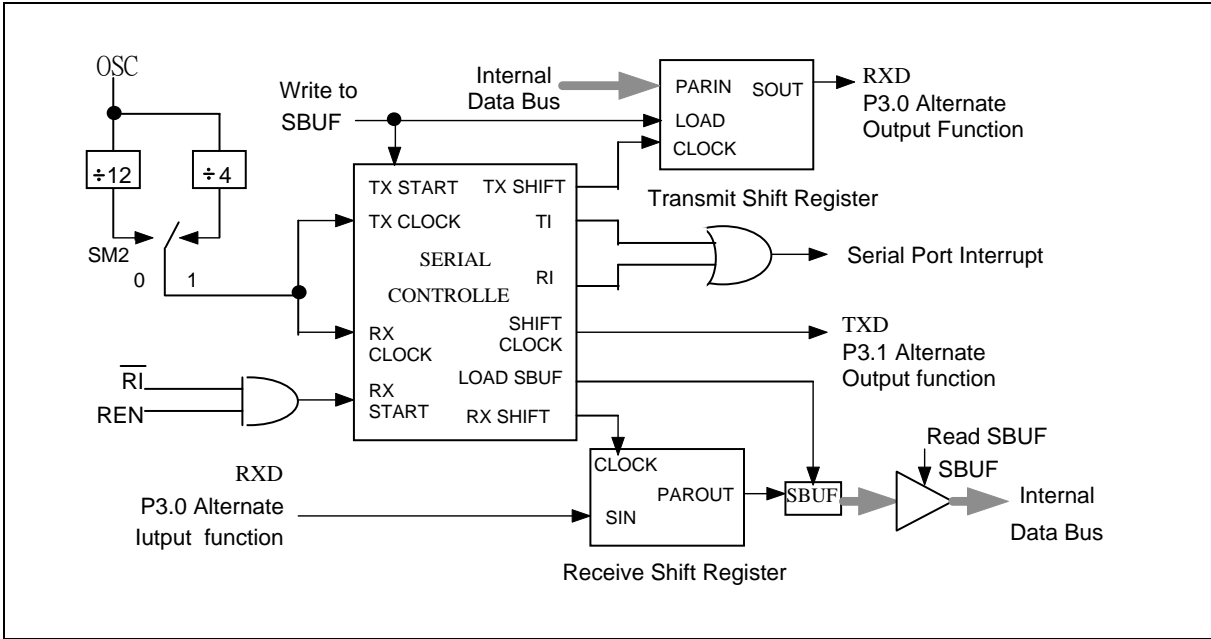 OSC
÷12
÷4
SM2
0
1
Write to
SBUF
Internal
Data Bus
PARIN
SOUT
LOAD
CLOCK
RXD
P3.0 Alternate
Output Function
Transmit Shift Register
TX START
TX SHIFT
TX CLOCK
TI
SERIAL
RI
CONTROLLE
RX
CLOCK
SHIFT
CLOCK
LOAD SBUF
RX
START
RX SHIFT
Serial Port Interrupt
TXD
P3.1 Alternate
Output function
RI
REN
RXD
P3.0 Alternate
Iutput function
CLOCK
PAROUT
SIN
Receive Shift Register
SBUF
Read SBUF
SBUF
Internal
Data Bus